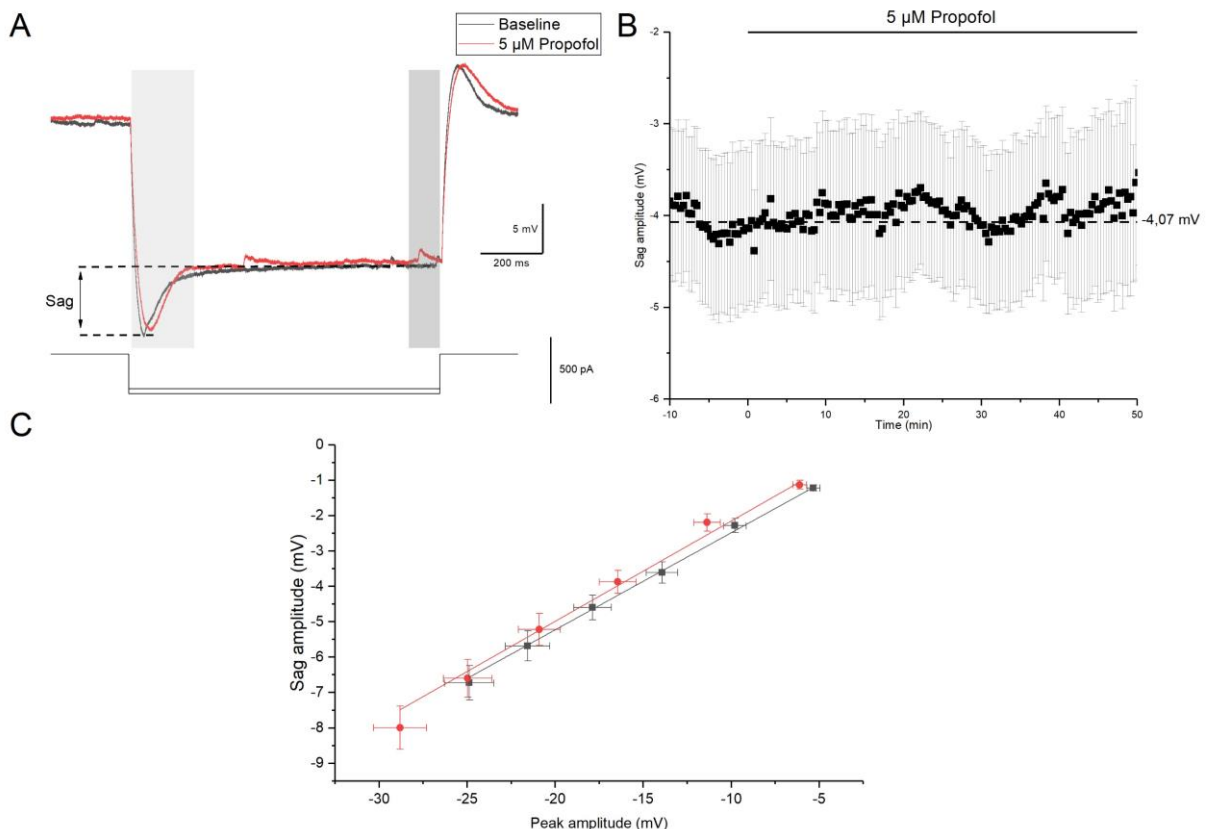 A
Baseline
5 µM Propofol
Sag
5 mV
200 ms
500 pA
B
5 µM Propofol
-2
-3
-4
-5
-6
Sag amplitude (mV)
-4,07 mV
-10
0
10
20
30
40
50
Time (min)
C
0
-1
-2
-3
-4
-5
-6
-7
-8
-9
Sag amplitude (mV)
-30
-25
-20
-15
-10
-5
Peak amplitude (mV)